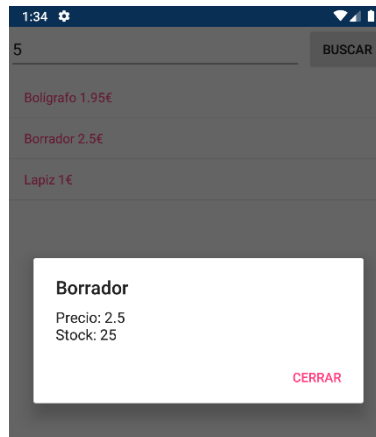 1:34
5
BUSCAR
Bolígrafo 1.95€
Borrador 2.5€
Lapiz 1€
Borrador
Precio: 2.5
Stock: 25
CERRAR